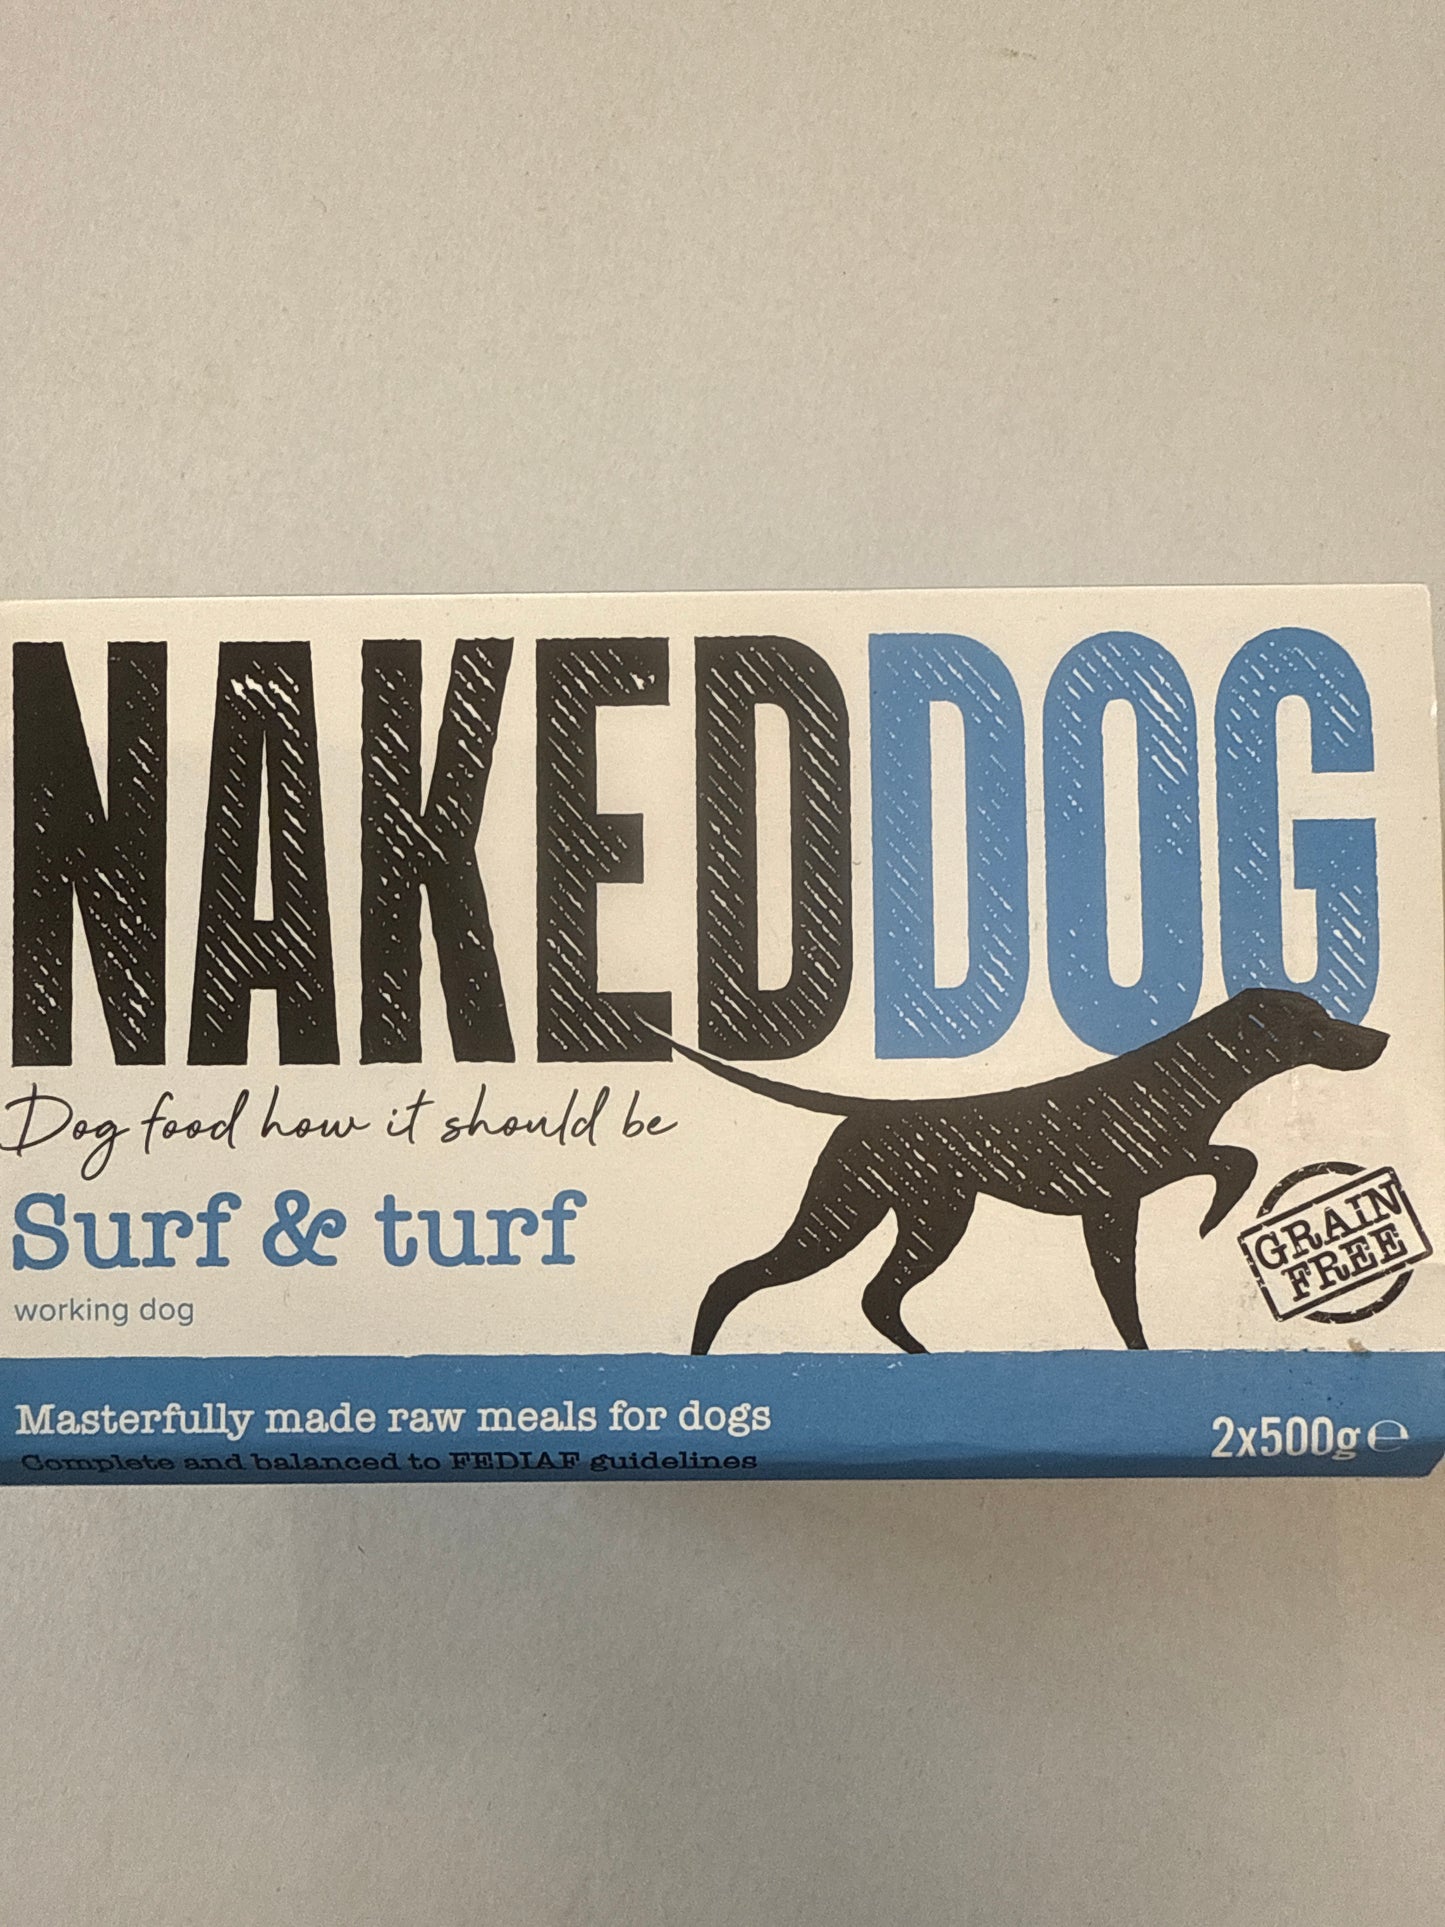 NAKEDDOG
Dog food how it should be
Surf & turf
working dog
GRAIN
FREE
Masterfully made raw meals for dogs
2x500g ℮
Complete and balanced to FEDIAF guidelines